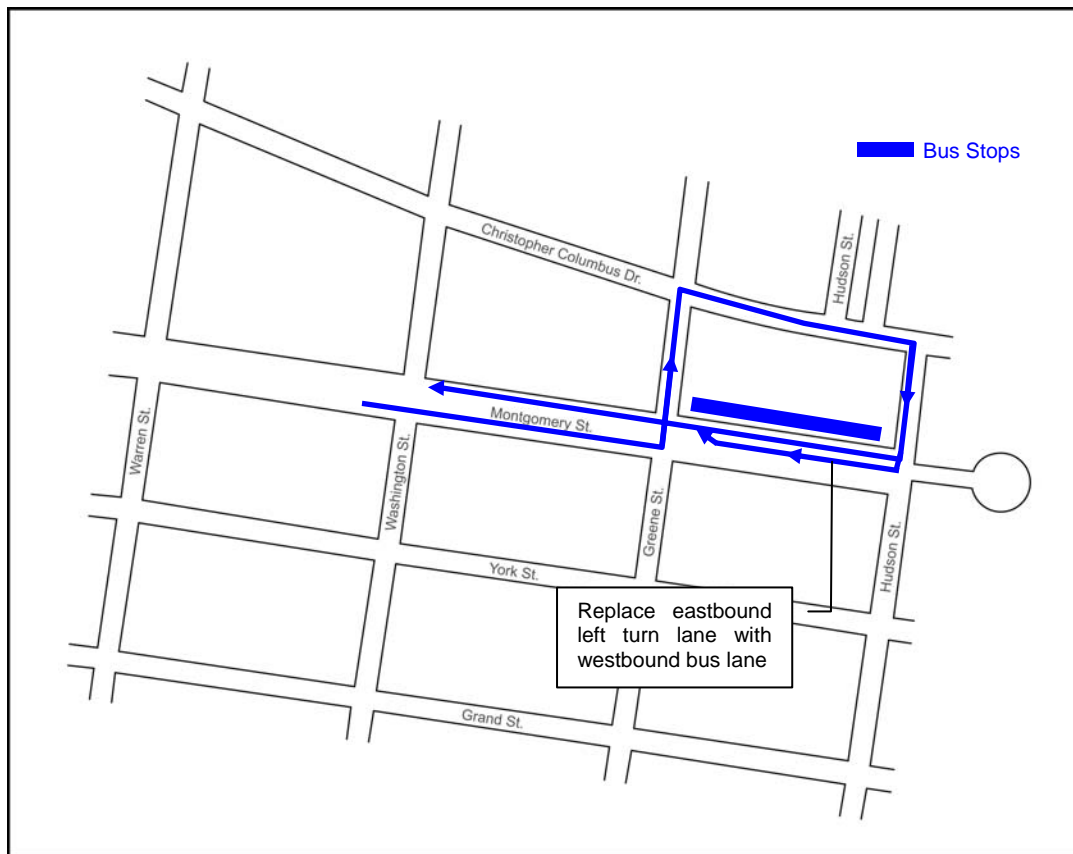 Bus Stops
Hudson St.
Christopher Columbus Dr.
Montgomery St.
Warren St.
Washington St.
Greene St.
Hudson St.
York St.
Replace eastbound
left turn lane with
westbound bus lane
Grand St.